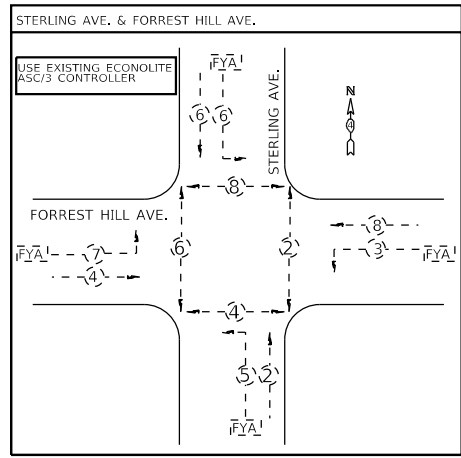 STERLING AVE. & FORREST HILL AVE.
USE EXISTING ECONOLITE
ASC/3 CONTROLLER
FYA
N
4
6 6
STERLING AVE.
8
FORREST HILL AVE.
8
FYA 7
6
2
3 FYA
4
4
5 2
FYA